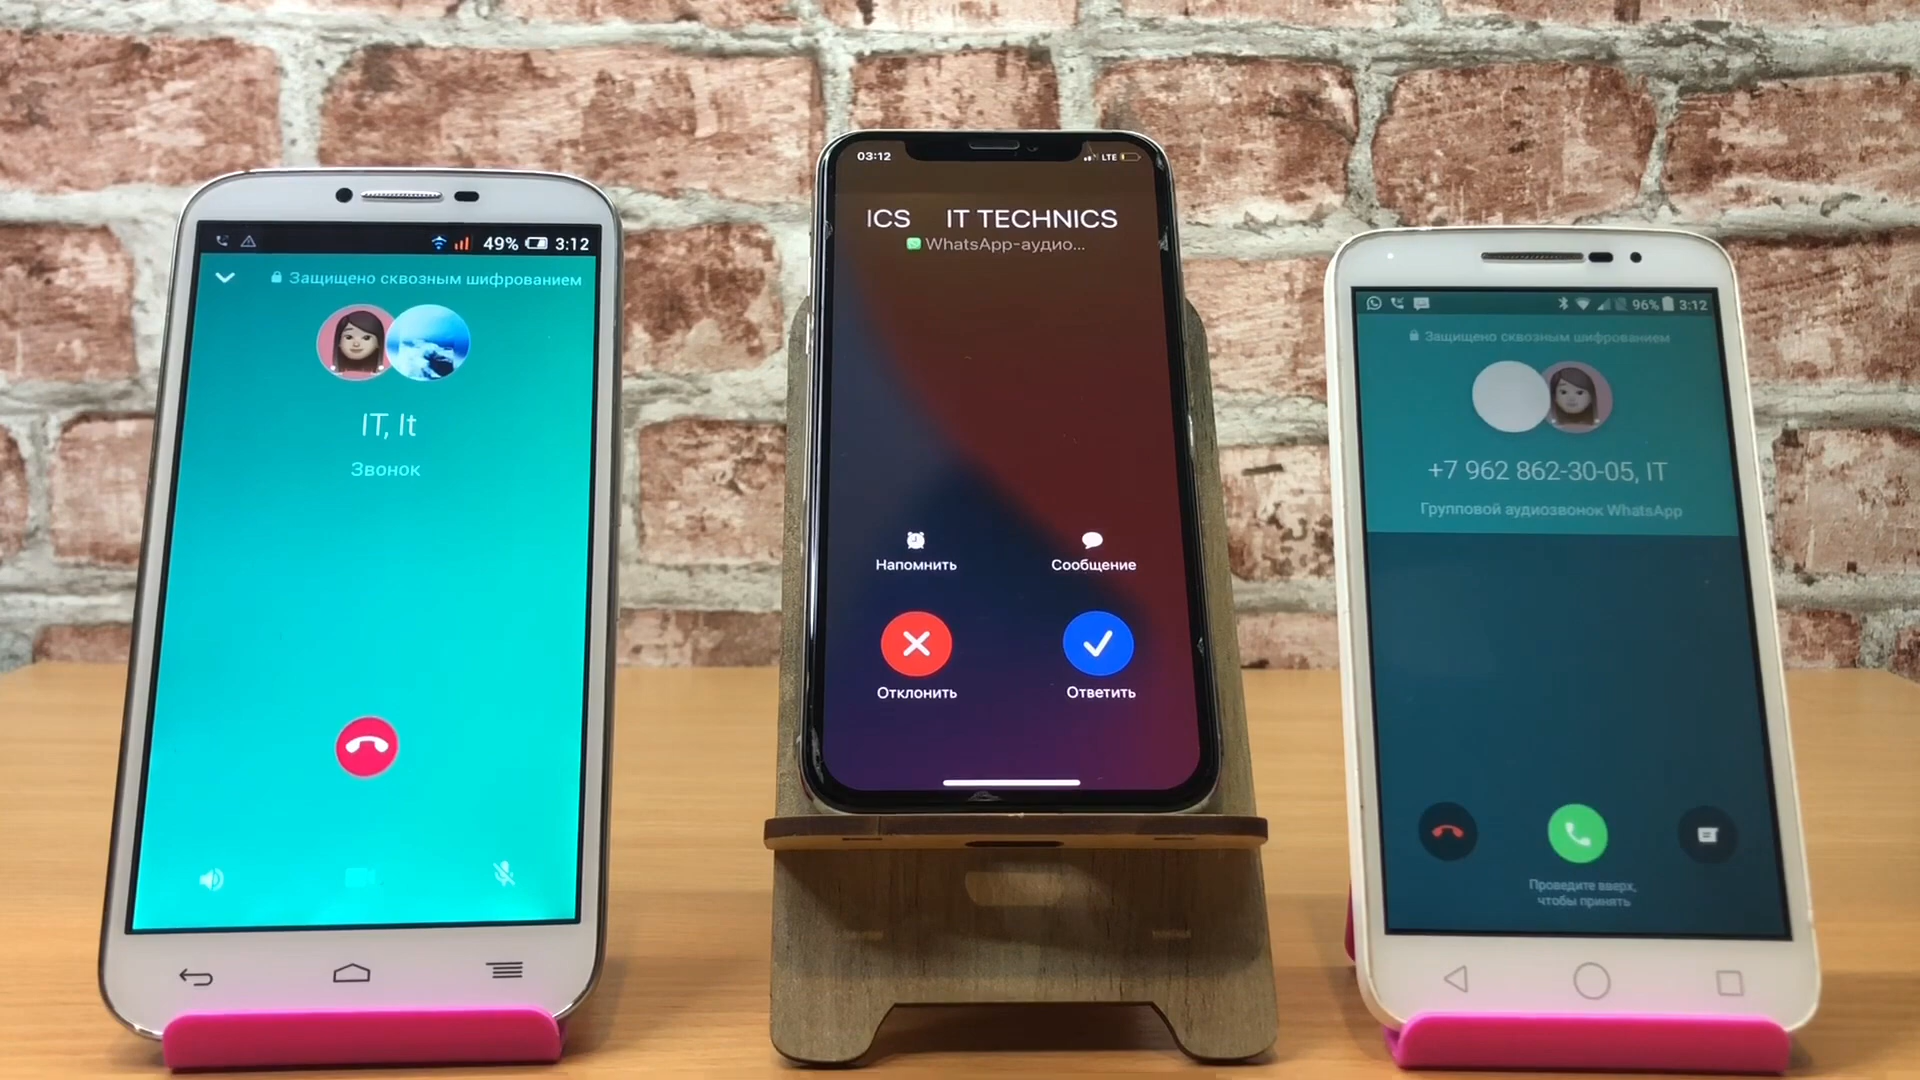 49% 3:12
Защищено сквозным шифрованием
IT, It
Звонок
03:12 LTE
ICS IT TECHNICS
WhatsApp-аудио...
Напомнить Сообщение
Отклонить Ответить
96% 3:12
Защищено сквозным шифрованием
+7 962 862-30-05, IT
Групповой аудиозвонок WhatsApp
Проведите вверх,
чтобы принять